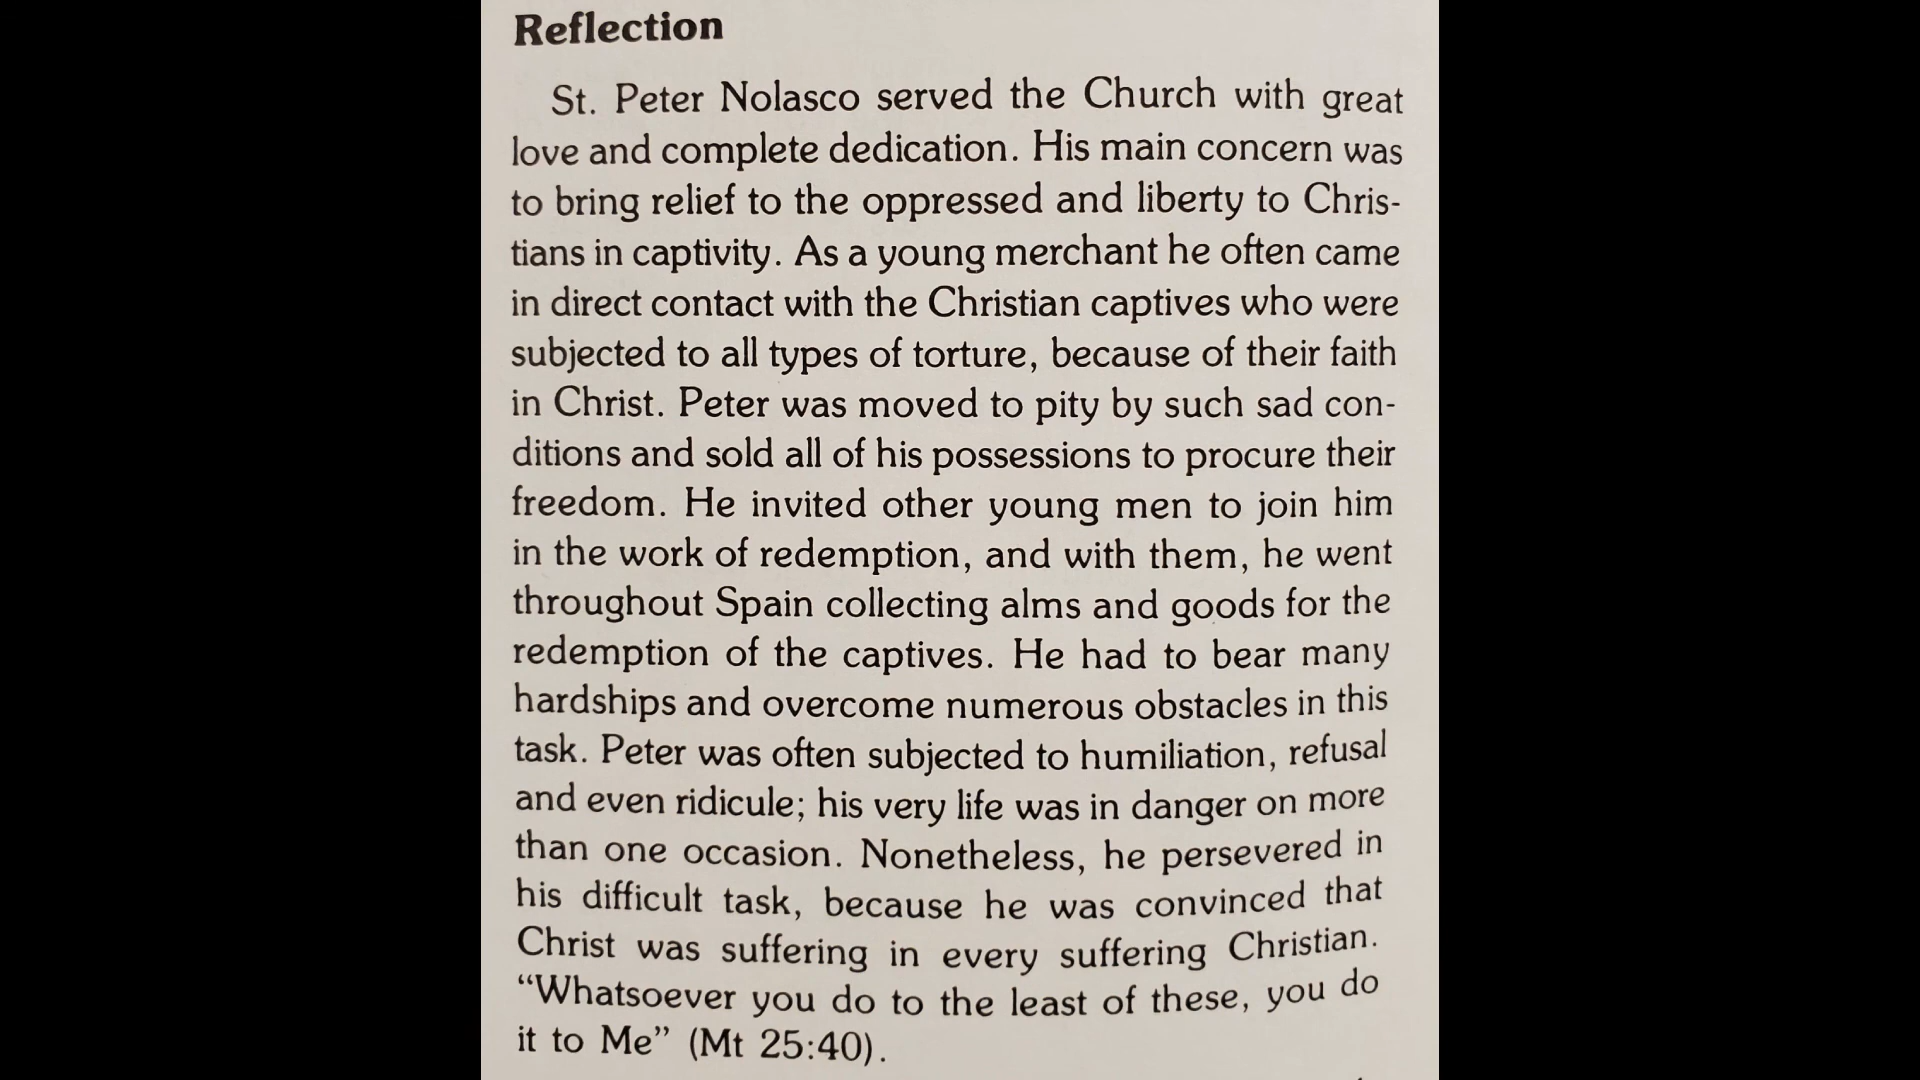 Reflection
St. Peter Nolasco served the Church with great
love and complete dedication. His main concern was
to bring relief to the oppressed and liberty to Chris-
tians in captivity. As a young merchant he often came
in direct contact with the Christian captives who were
subjected to all types of torture, because of their faith
in Christ. Peter was moved to pity by such sad con-
ditions and sold all of his possessions to procure their
freedom. He invited other young men to join him
in the work of redemption, and with them, he went
throughout Spain collecting alms and goods for the
redemption of the captives. He had to bear many
hardships and overcome numerous obstacles in this
task. Peter was often subjected to humiliation, refusal
and even ridicule; his very life was in danger on more
than one occasion. Nonetheless, he persevered in
his difficult task, because he was convinced that
Christ was suffering in every suffering Christian.
“Whatsoever you do to the least of these, you do
it to Me” (Mt 25:40).